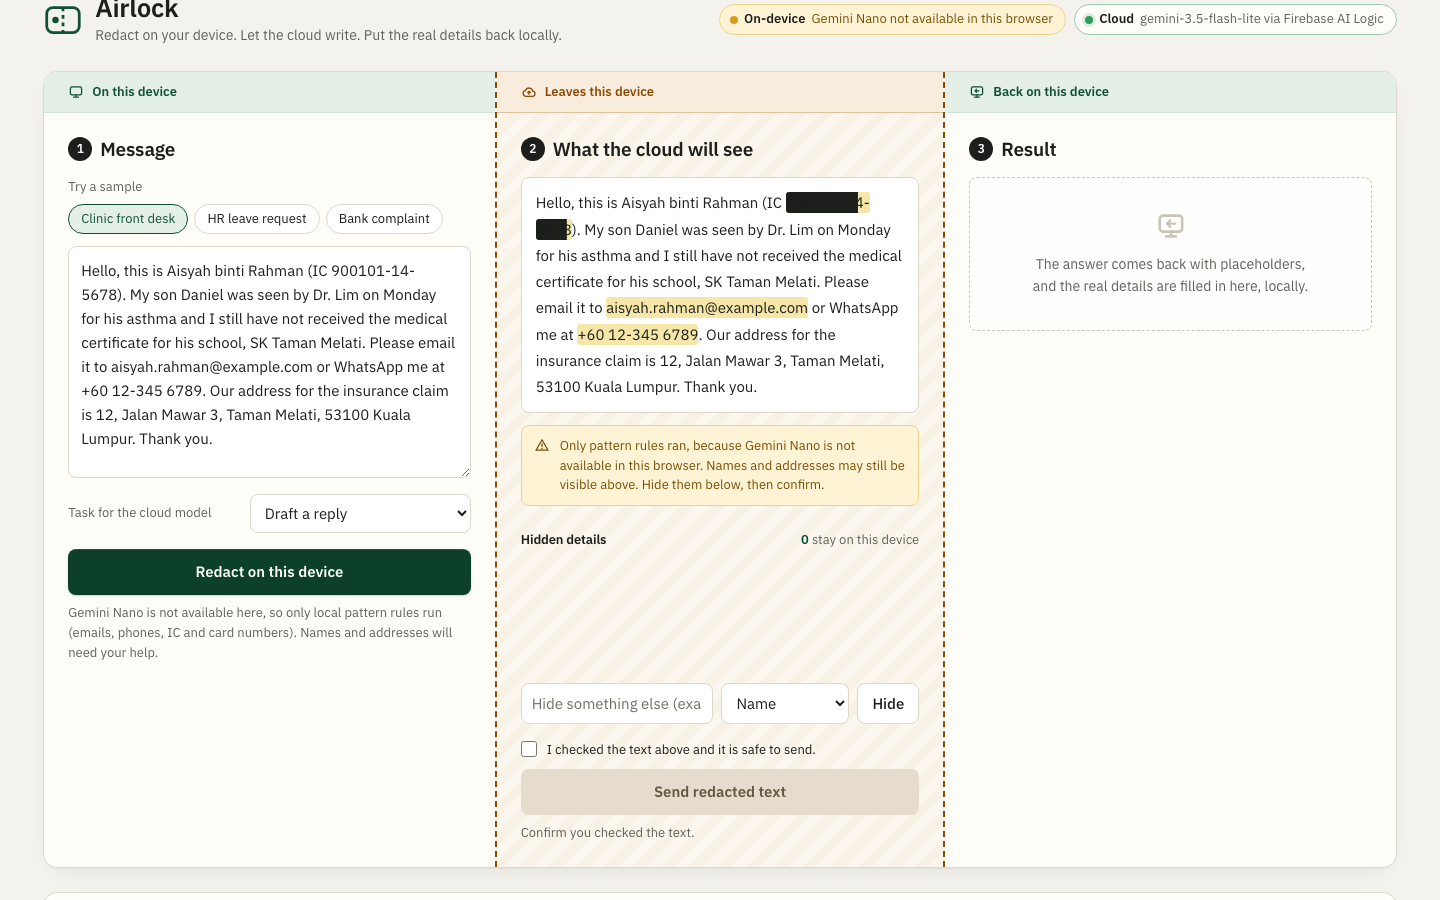 Airlock
Redact on your device. Let the cloud write. Put the real details back locally.
On-device Gemini Nano not available in this browser
Cloud gemini-3.5-flash-lite via Firebase AI Logic
On this device
Leaves this device
Back on this device
1 Message
Try a sample
Clinic front desk
HR leave request
Bank complaint
Hello, this is Aisyah binti Rahman (IC 900101-14-
5678). My son Daniel was seen by Dr. Lim on Monday
for his asthma and I still have not received the medical
certificate for his school, SK Taman Melati. Please email
it to aisyah.rahman@example.com or WhatsApp me at
+60 12-345 6789. Our address for the insurance claim
is 12, Jalan Mawar 3, Taman Melati, 53100 Kuala
Lumpur. Thank you.
Task for the cloud model
Draft a reply
Redact on this device
Gemini Nano is not available here, so only local pattern rules run
(emails, phones, IC and card numbers). Names and addresses will
need your help.
2 What the cloud will see
Hello, this is Aisyah binti Rahman (IC 4-
8). My son Daniel was seen by Dr. Lim on Monday
for his asthma and I still have not received the medical
certificate for his school, SK Taman Melati. Please
email it to aisyah.rahman@example.com or WhatsApp
me at +60 12-345 6789. Our address for the
insurance claim is 12, Jalan Mawar 3, Taman Melati,
53100 Kuala Lumpur. Thank you.
Only pattern rules ran, because Gemini Nano is not
available in this browser. Names and addresses may still be
visible above. Hide them below, then confirm.
Hidden details
0 stay on this device
Hide something else (exa
Name
Hide
I checked the text above and it is safe to send.
Send redacted text
Confirm you checked the text.
3 Result
The answer comes back with placeholders,
and the real details are filled in here, locally.